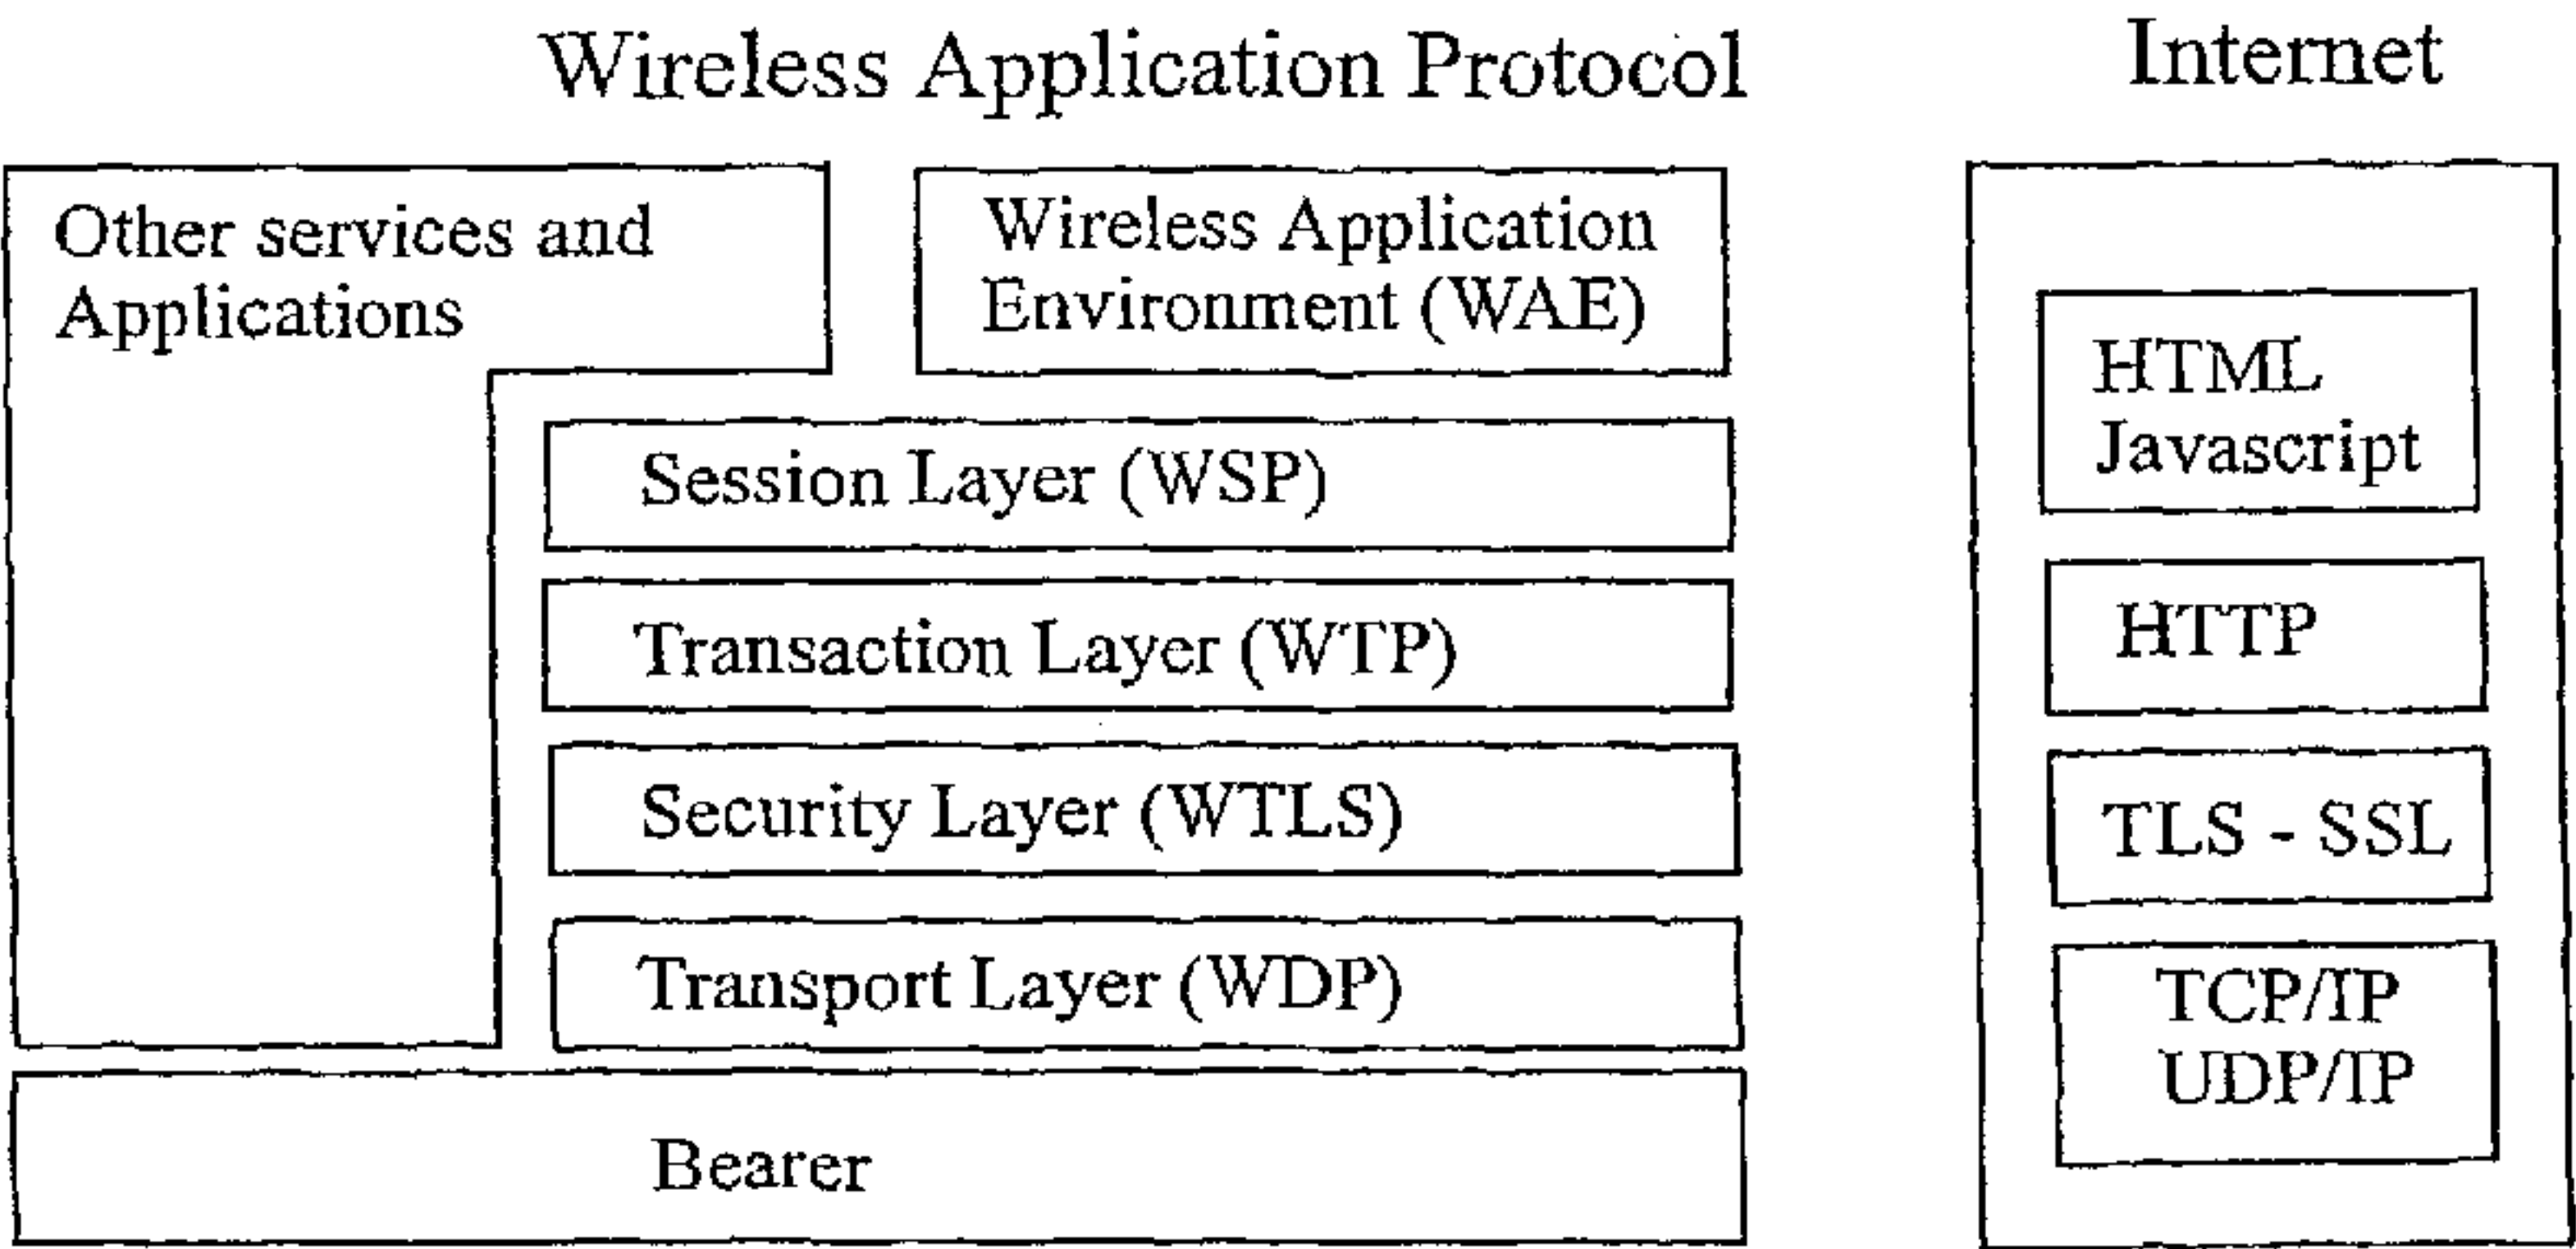 Wireless Application Protocol
Internet
Other services and
Applications
Wireless Application
Environment (WAE)
Session Layer (WSP)
Transaction Layer (WTP)
Security Layer (WTLS)
Transport Layer (WDP)
Bearer
HTML
Javascript
HTTP
TLS - SSL
TCP/IP
UDP/IP